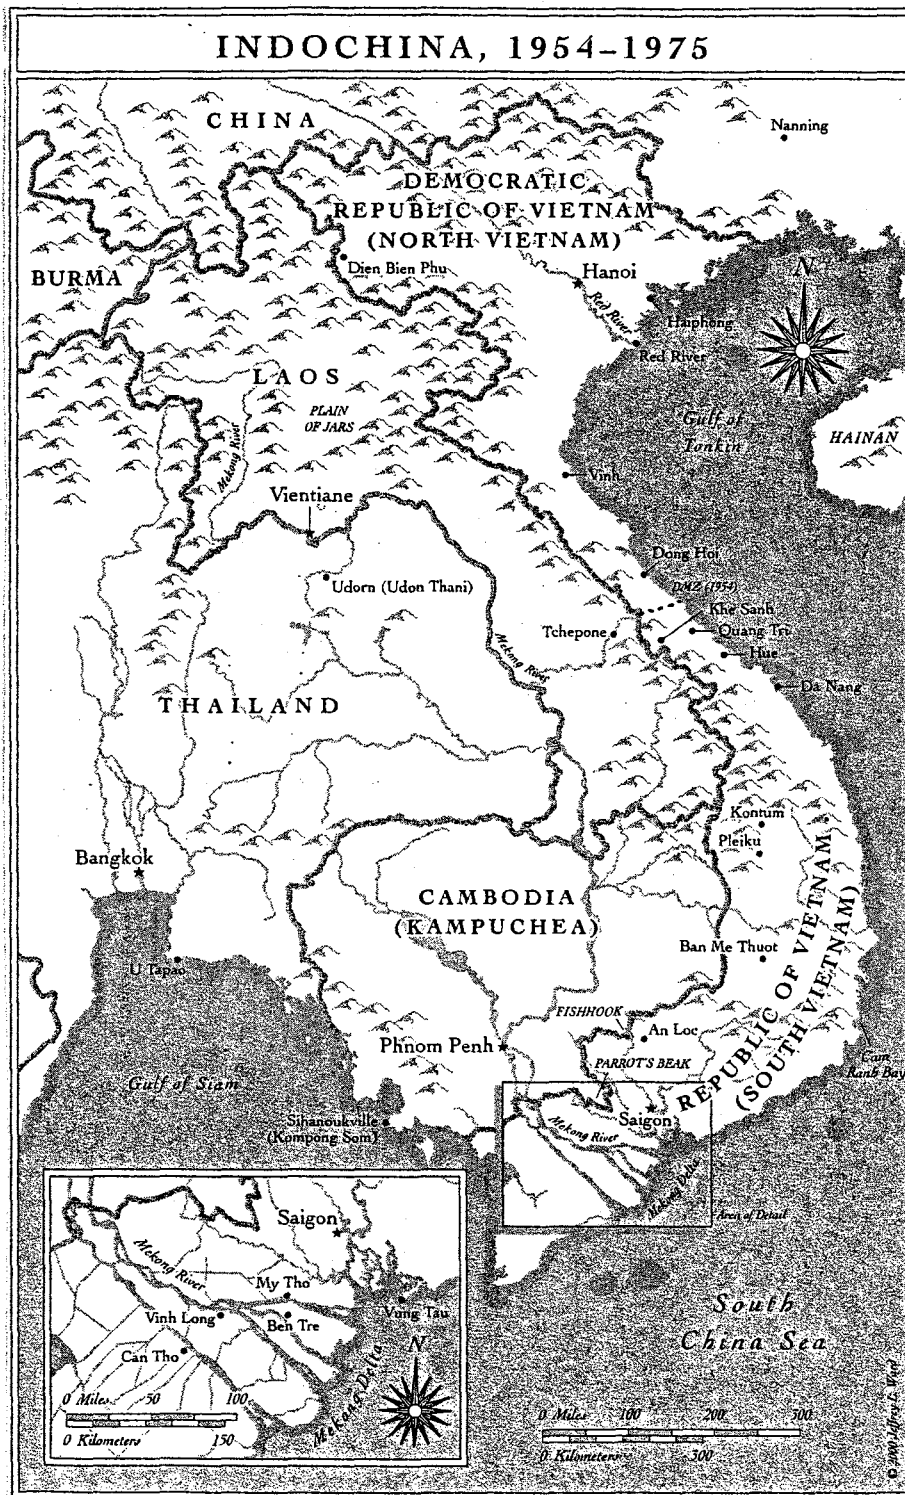 INDOCHINA, 1954–1975
CHINA
Nanning
DEMOCRATIC
REPUBLIC OF VIETNAM
(NORTH VIETNAM)
BURMA
Dien Bien Phu
Hanoi
N
Red River
Haiphong
Red River
LAOS
PLAIN
OF JARS
Mekong River
Gulf of
Tonkin
HAINAN
Vinh
Vientiane
Udorn (Udon Thani)
Dong Hoi
DMZ (1954)
Khe Sanh
Tchepone
Quang Tri
Hue
Mekong River
Da Nang
THAILAND
Kontum
Pleiku
Bangkok
CAMBODIA
(KAMPUCHEA)
REPUBLIC OF VIETNAM
(SOUTH VIETNAM)
Ban Me Thuot
U Tapao
FISHHOOK
An Loc
Phnom Penh
PARROT'S BEAK
Cam
Ranh Bay
Gulf of Siam
Sihanoukville
(Kompong Som)
Saigon
Mekong River
Mekong Delta
Area of Detail
Saigon
Mekong River
My Tho
Vinh Long
Ben Tre
Vung Tau
Can Tho
N
Mekong Delta
0 Miles 50 100
0 Kilometers 150
South
China Sea
0 Miles 100 200 300
0 Kilometers 300
© 2000 Jeffrey L. Ward